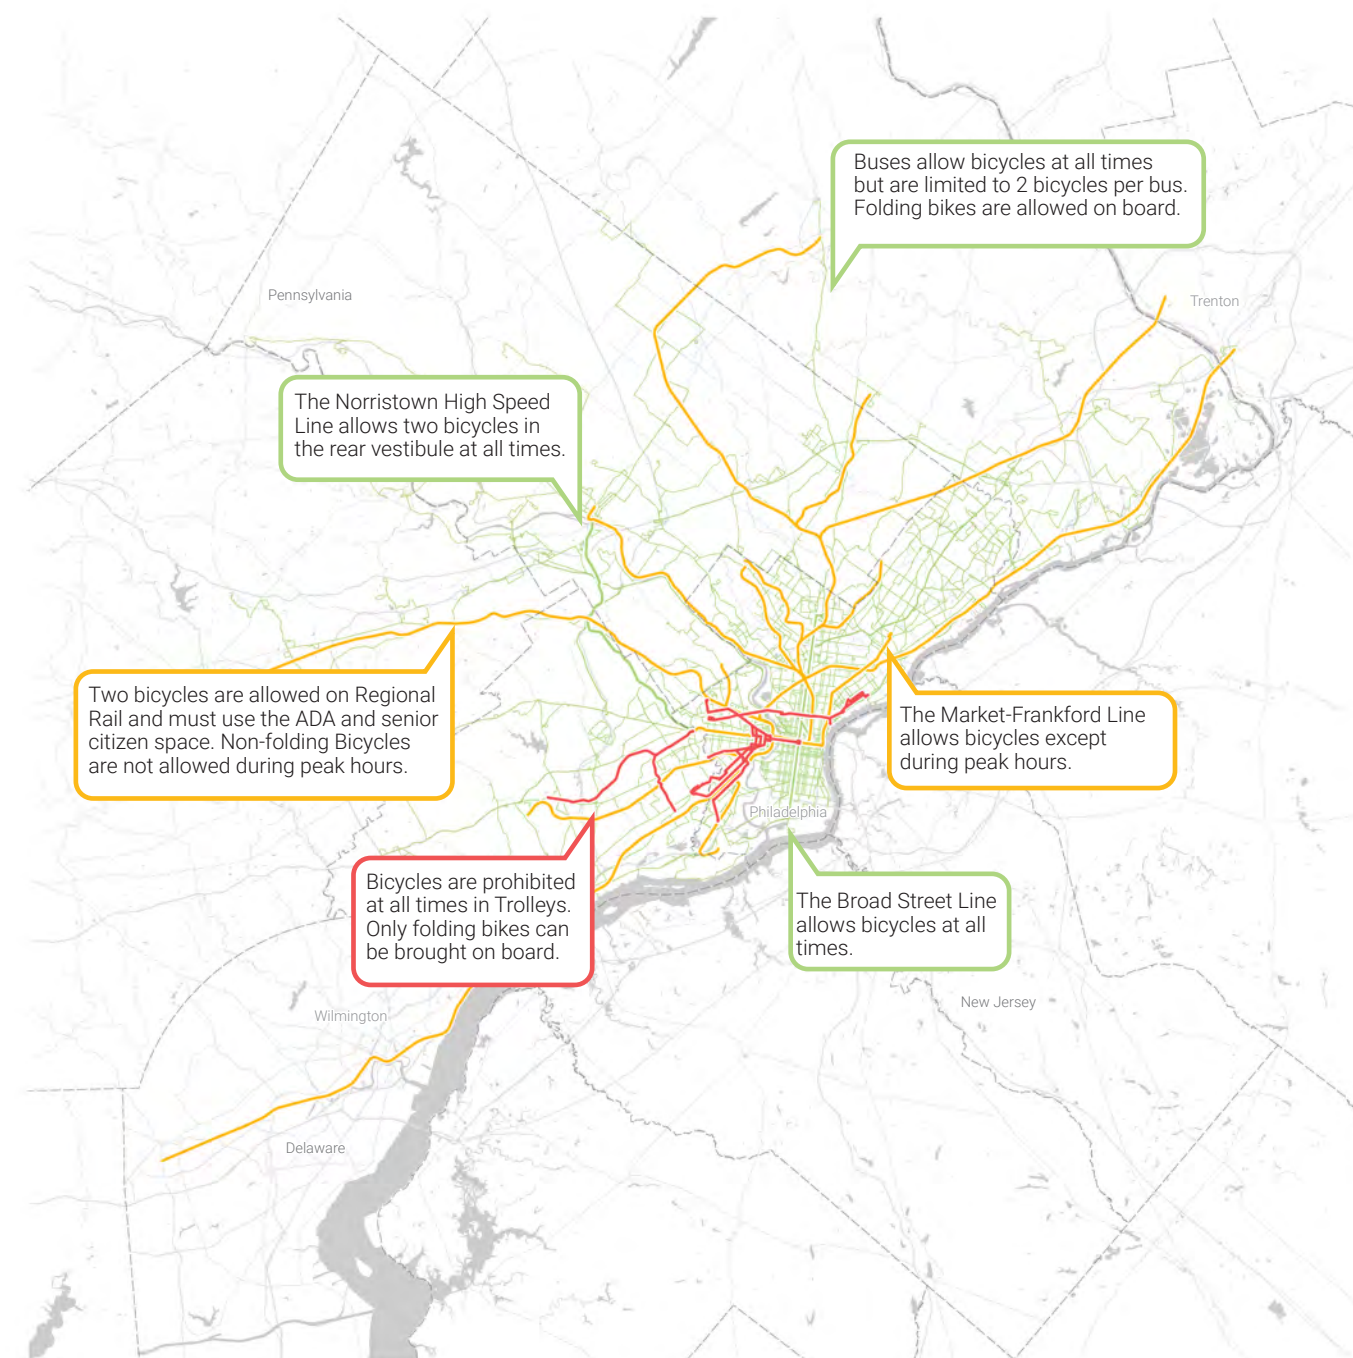 Buses allow bicycles at all times
but are limited to 2 bicycles per bus.
Folding bikes are allowed on board.
Pennsylvania
Trenton
The Norristown High Speed
Line allows two bicycles in
the rear vestibule at all times.
Two bicycles are allowed on Regional
Rail and must use the ADA and senior
citizen space. Non-folding Bicycles
are not allowed during peak hours.
The Market-Frankford Line
allows bicycles except
during peak hours.
Philadelphia
Bicycles are prohibited
at all times in Trolleys.
Only folding bikes can
be brought on board.
The Broad Street Line
allows bicycles at all
times.
Wilmington
New Jersey
Delaware